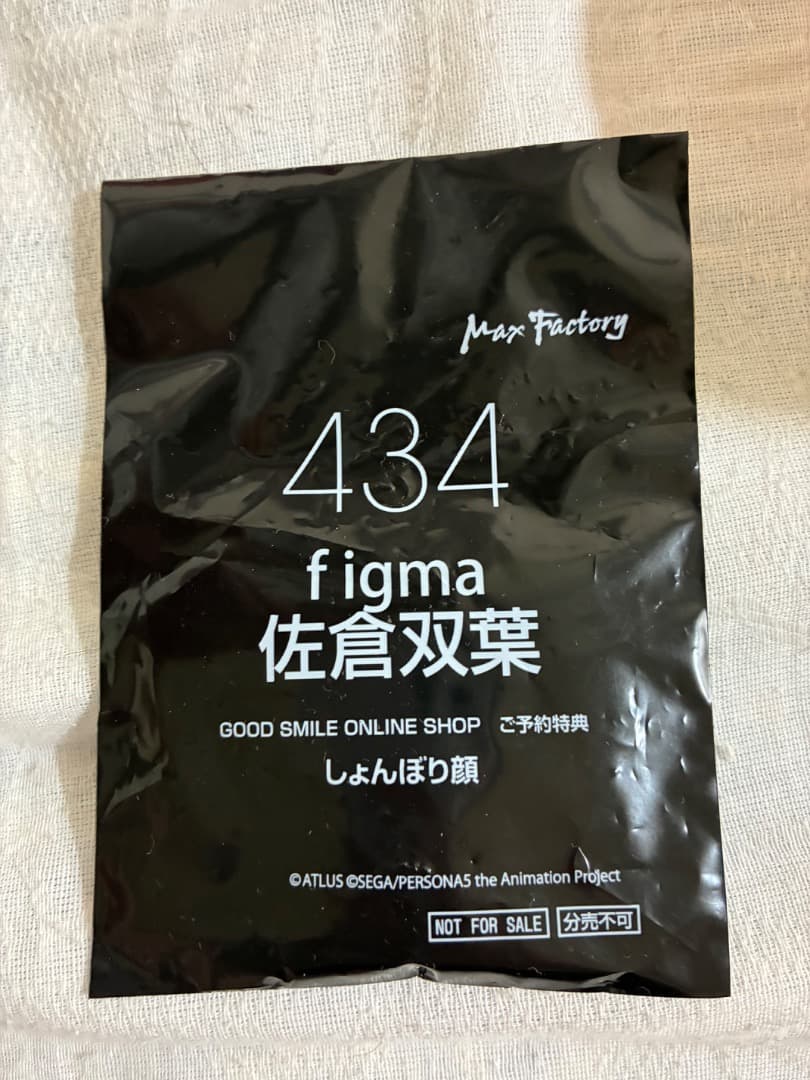 Max Factory
434
figma
佐倉双葉
GOOD SMILE ONLINE SHOP ご予約特典
しょんぼり顔
©ATLUS ©SEGA/PERSONA5 the Animation Project
NOT FOR SALE 分売不可